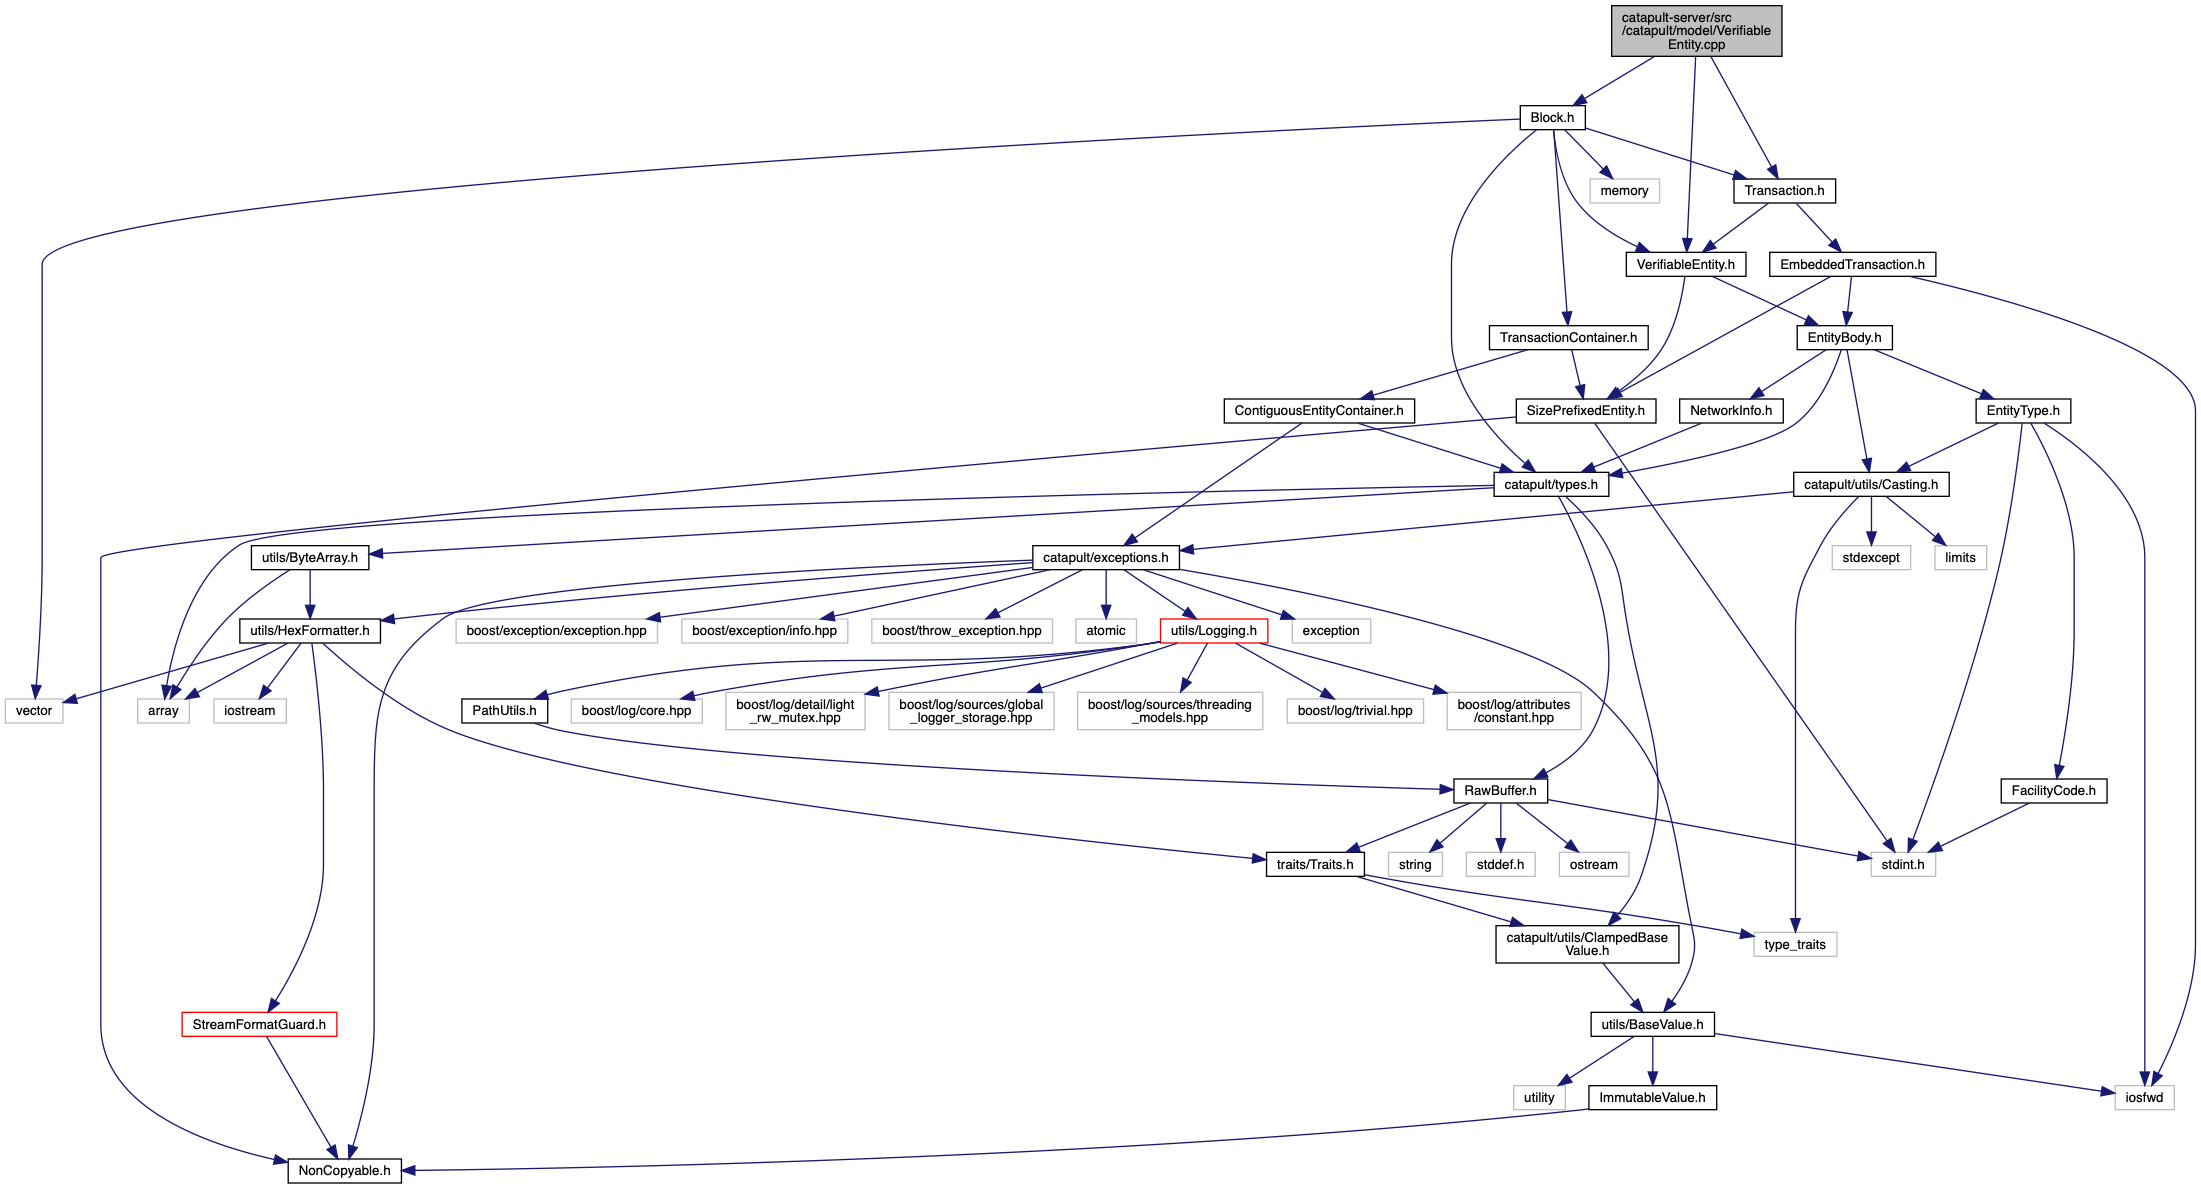 catapult-server/src
/catapult/model/Verifiable
Entity.cpp
Block.h
memory
Transaction.h
VerifiableEntity.h
EmbeddedTransaction.h
TransactionContainer.h
EntityBody.h
ContiguousEntityContainer.h
SizePrefixedEntity.h
NetworkInfo.h
EntityType.h
catapult/types.h
catapult/utils/Casting.h
utils/ByteArray.h
catapult/exceptions.h
stdexcept
limits
utils/HexFormatter.h
boost/exception/exception.hpp
boost/exception/info.hpp
boost/throw_exception.hpp
atomic
utils/Logging.h
exception
vector
array
iostream
PathUtils.h
boost/log/core.hpp
boost/log/detail/light
_rw_mutex.hpp
boost/log/sources/global
_logger_storage.hpp
boost/log/sources/threading
_models.hpp
boost/log/trivial.hpp
boost/log/attributes
/constant.hpp
RawBuffer.h
FacilityCode.h
traits/Traits.h
string
stddef.h
ostream
stdint.h
catapult/utils/ClampedBase
Value.h
type_traits
StreamFormatGuard.h
utils/BaseValue.h
utility
ImmutableValue.h
iosfwd
NonCopyable.h